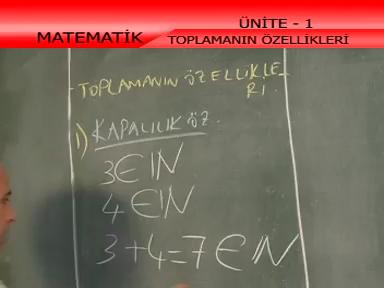 ÜNİTE - 1
MATEMATİK
TOPLAMANIN ÖZELLİKLERİ
TOPLAMANIN ÖZELLİKLE
Rİ.
1) KAPALILIK ÖZ.
3 ∈ IN
4 ∈ IN
3 + 4 = 7 ∈ IN